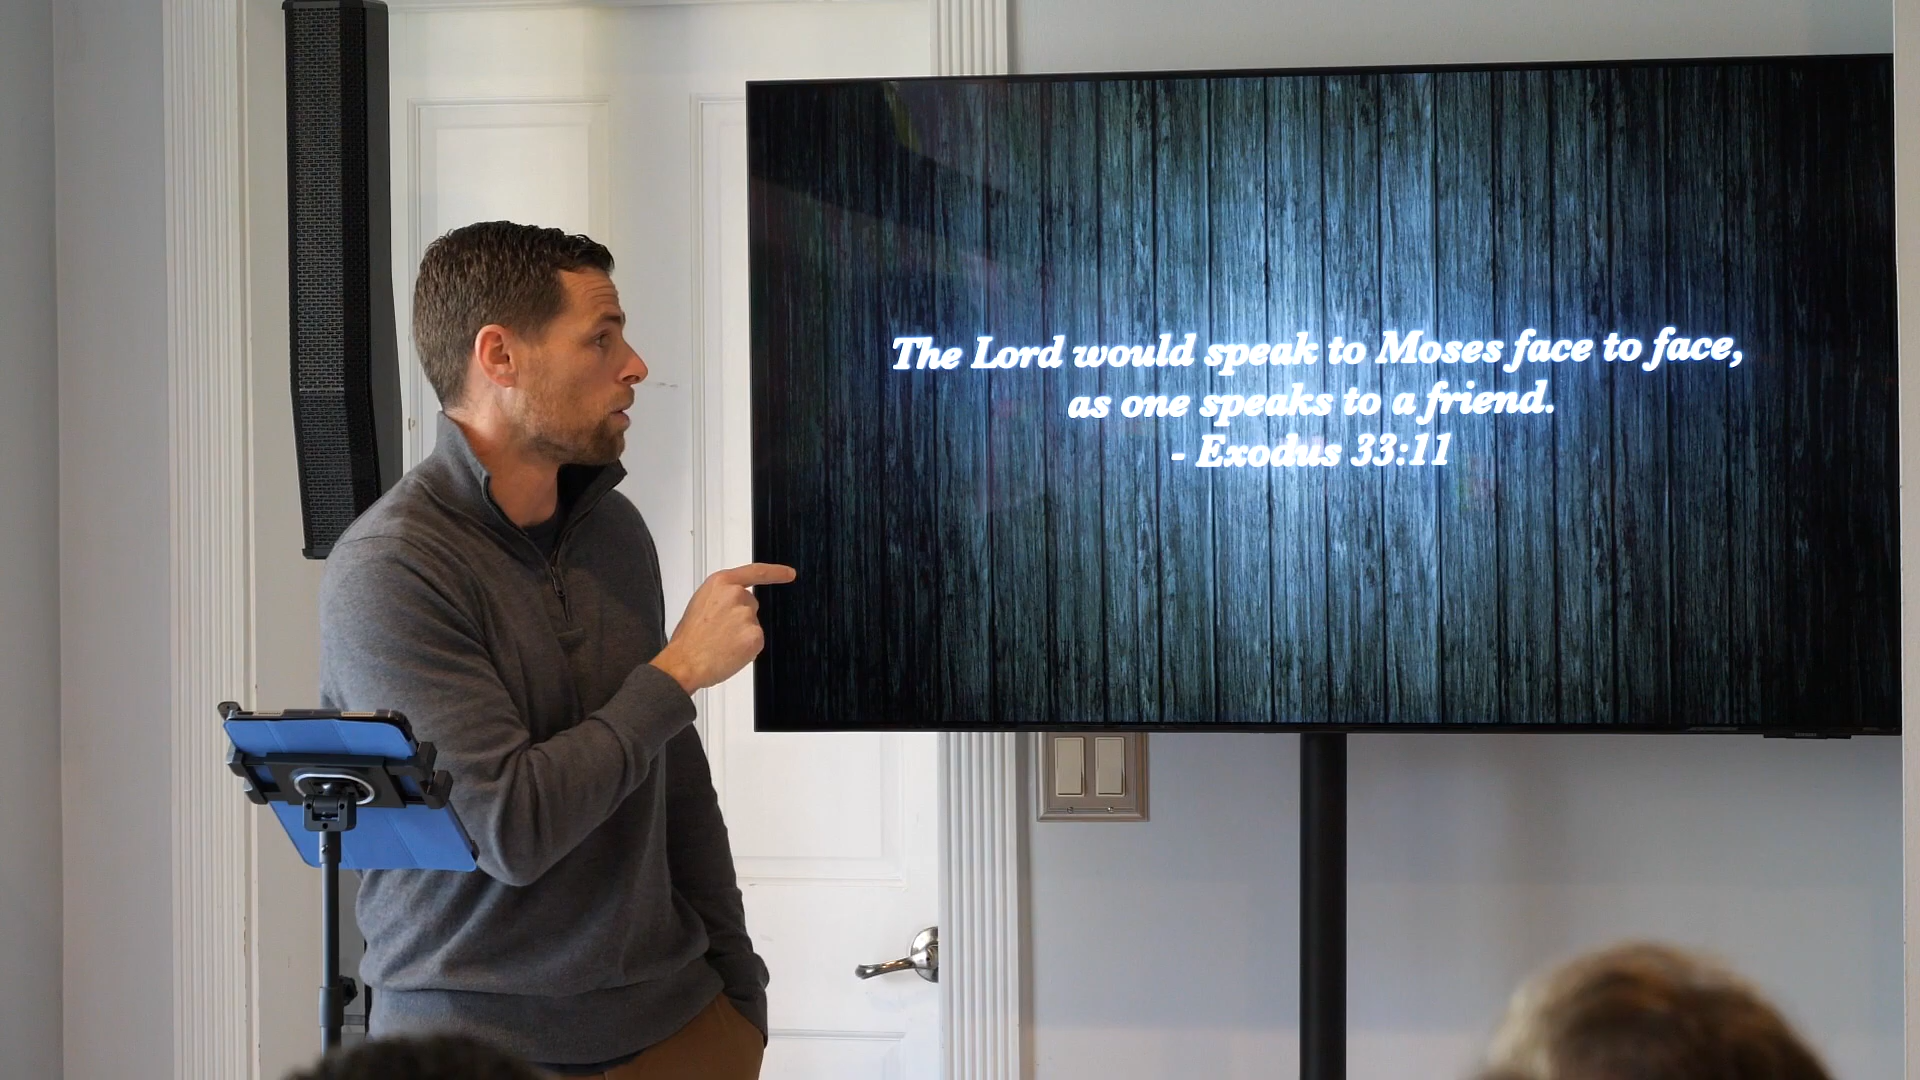 The Lord would speak to Moses face to face,
as one speaks to a friend.
- Exodus 33:11